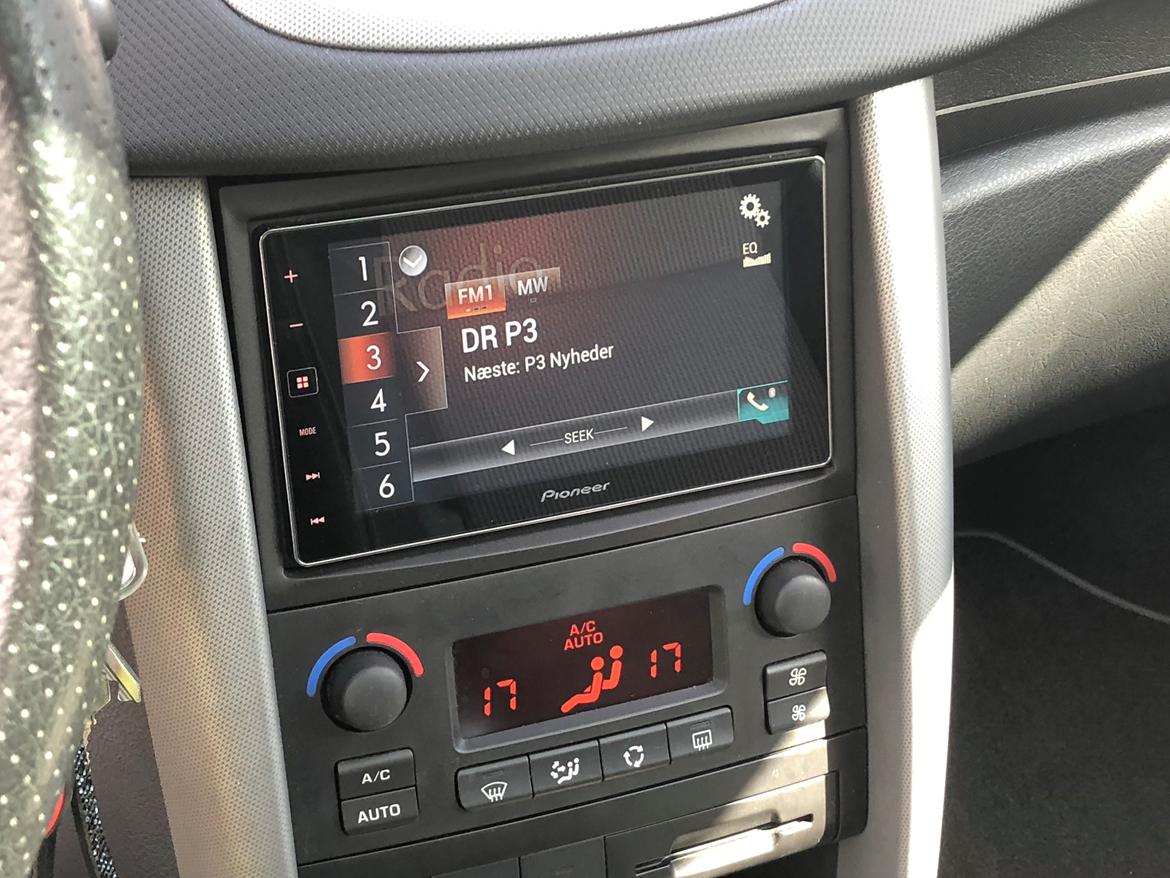 Radio
1
2
3
4
5
6
FM1
MW
DR P3
Næste: P3 Nyheder
SEEK
EQ
MODE
Pioneer
A/C
AUTO
17
17
A/C
AUTO